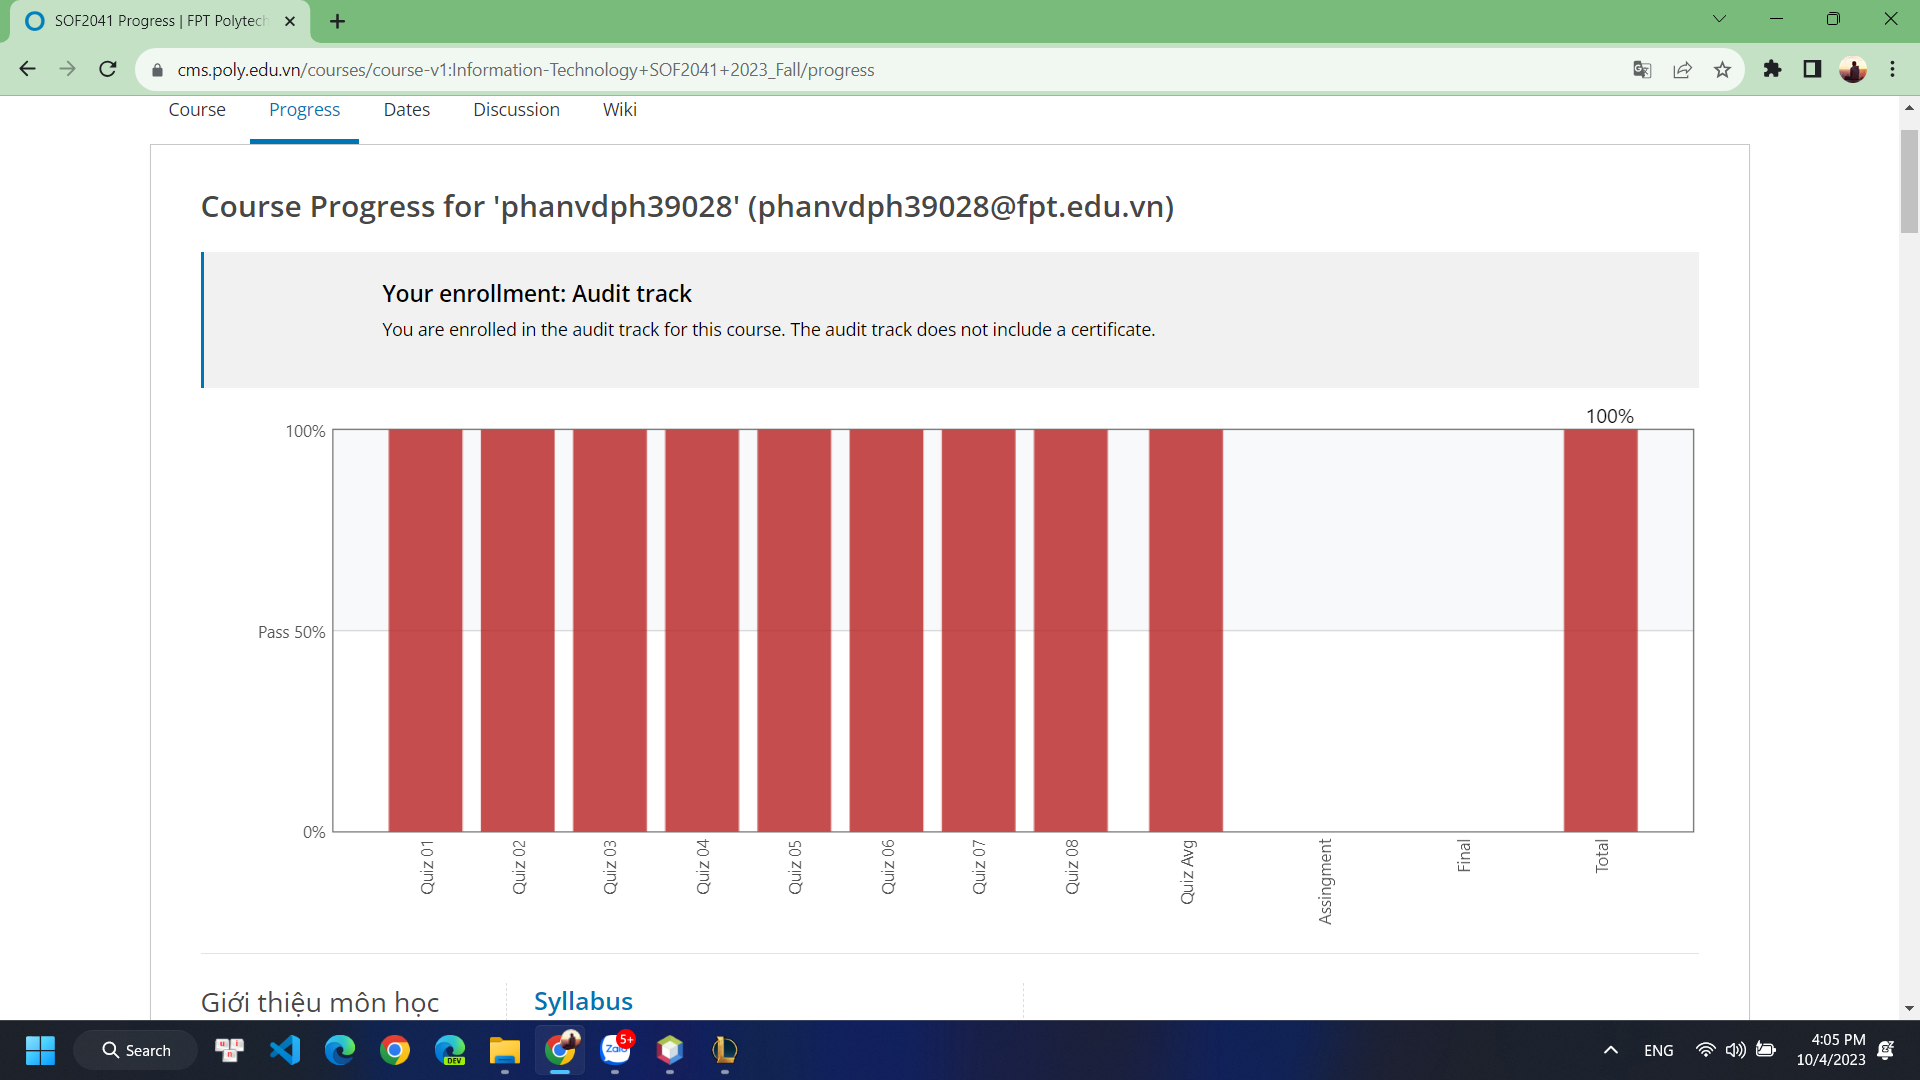 SOF2041 Progress | FPT Polytech
cms.poly.edu.vn/courses/course-v1:Information-Technology+SOF2041+2023_Fall/progress
Course Progress Dates Discussion Wiki
Course Progress for 'phanvdph39028' (phanvdph39028@fpt.edu.vn)
Your enrollment: Audit track
You are enrolled in the audit track for this course. The audit track does not include a certificate.
100%
100%
Pass 50%
0%
Quiz 01
Quiz 02
Quiz 03
Quiz 04
Quiz 05
Quiz 06
Quiz 07
Quiz 08
Quiz Avg
Assingment
Final
Total
Giới thiệu môn học
Syllabus
Search
DEV
Zalo
5+
ENG
4:05 PM
10/4/2023